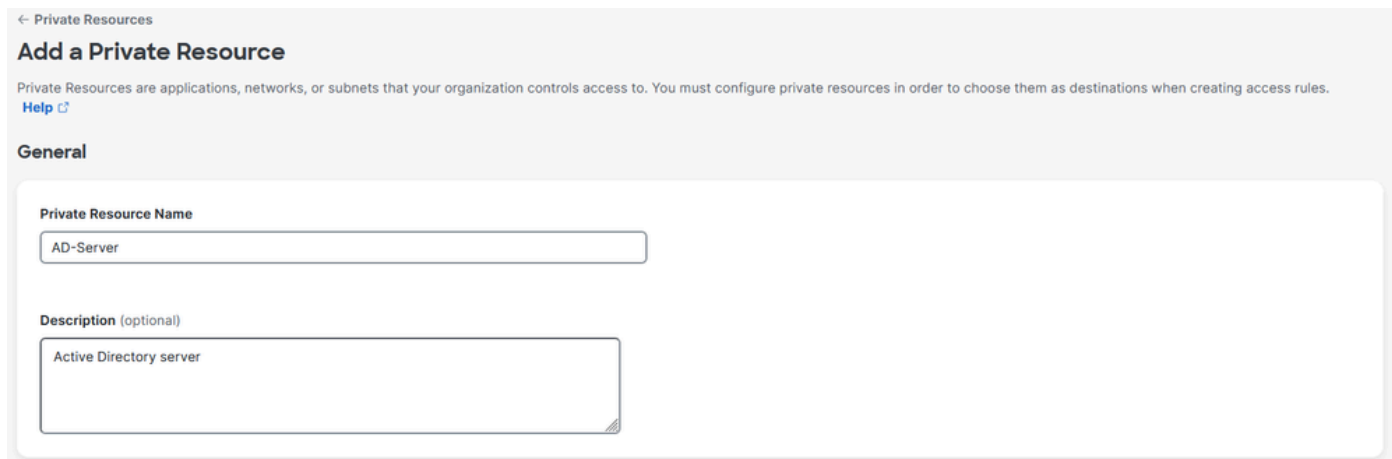 ← Private Resources
Add a Private Resource
Private Resources are applications, networks, or subnets that your organization controls access to. You must configure private resources in order to choose them as destinations when creating access rules.
Help
General
Private Resource Name
AD-Server
Description (optional)
Active Directory server